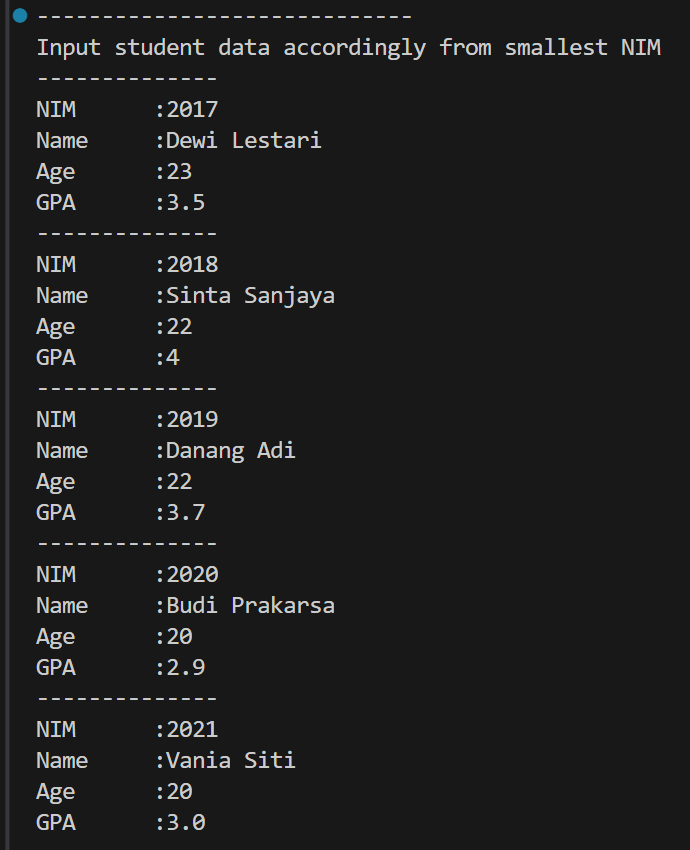 -----------------------------
Input student data accordingly from smallest NIM
--------------
NIM      :2017
Name     :Dewi Lestari
Age      :23
GPA      :3.5
--------------
NIM      :2018
Name     :Sinta Sanjaya
Age      :22
GPA      :4
--------------
NIM      :2019
Name     :Danang Adi
Age      :22
GPA      :3.7
--------------
NIM      :2020
Name     :Budi Prakarsa
Age      :20
GPA      :2.9
--------------
NIM      :2021
Name     :Vania Siti
Age      :20
GPA      :3.0